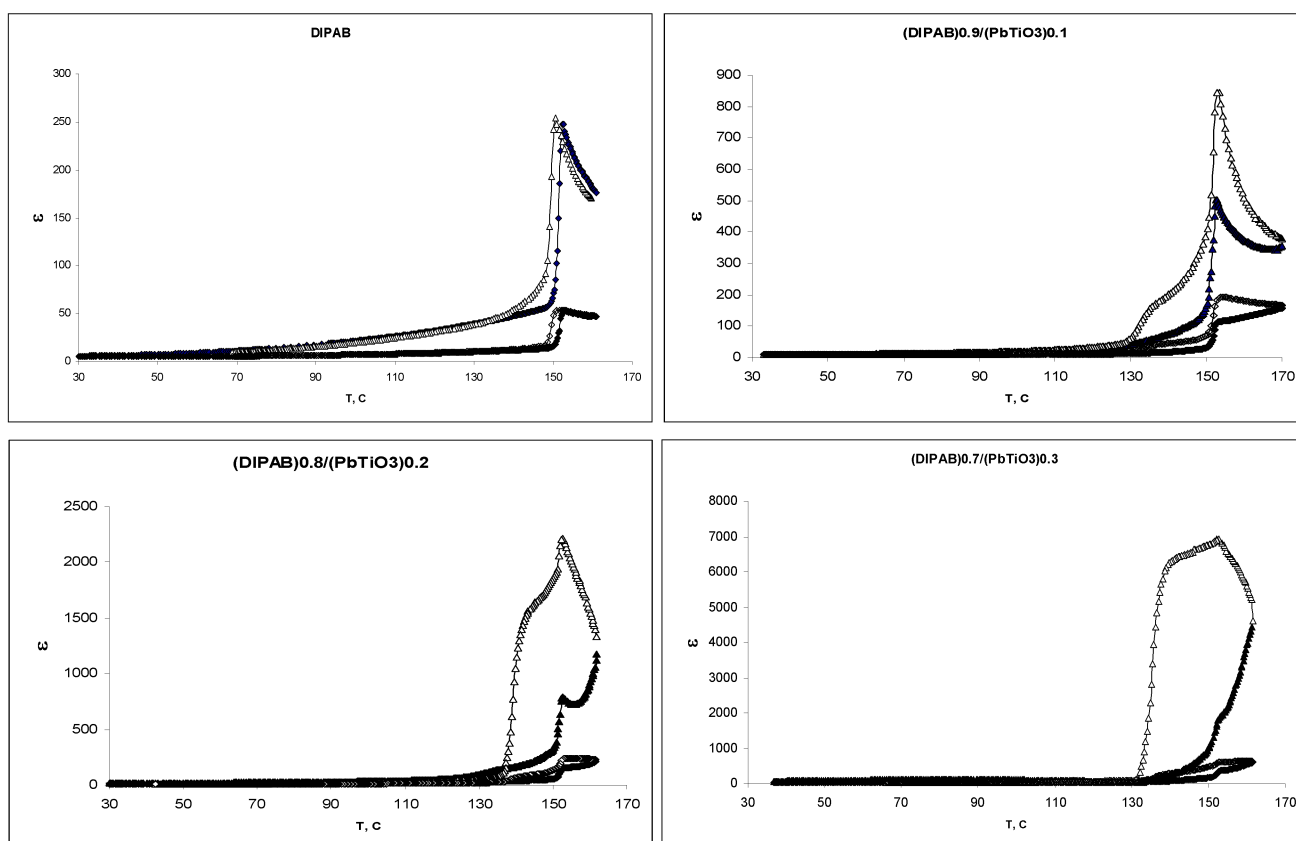 DIPAB
300
250
200
150
100
50
0
ε
30 50 70 90 110 130 150 170
T, C
(DIPAB)0.9/(PbTiO3)0.1
900
800
700
600
500
400
300
200
100
0
ε
30 50 70 90 110 130 150 170
T, C
(DIPAB)0.8/(PbTiO3)0.2
2500
2000
1500
1000
500
0
ε
30 50 70 90 110 130 150 170
T, C
(DIPAB)0.7/(PbTiO3)0.3
8000
7000
6000
5000
4000
3000
2000
1000
0
ε
30 50 70 90 110 130 150 170
T, C